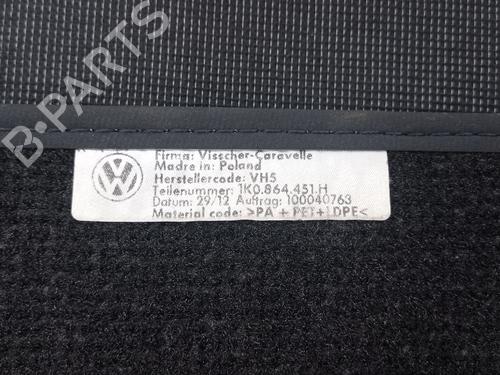 B-PARTS
Firma: Visscher-Caravelle
Made in: Poland
Herstellercode: VH5
Teilenummer: 1K0.864.451.H
Datum: 29/12 Auftrag: 100040763
Material code: >PA + PET+LDPE<